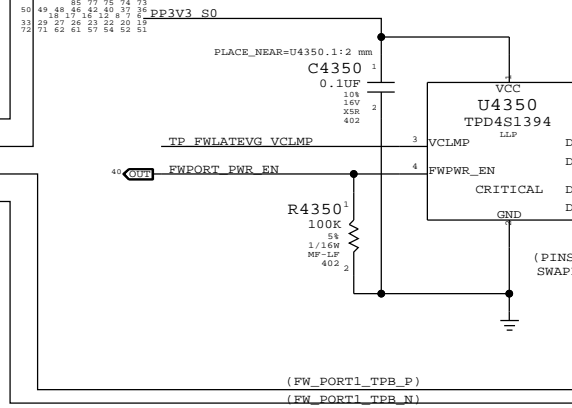 85 77 75 74 73
50 49 48 46 42 40 37 36
18 17 16 12 8 7 6
33 29 27 26 23 22 20 19
72 71 62 61 57 54 52 51
PP3V3_S0
PLACE_NEAR=U4350.1:2 mm
C4350
1
0.1UF
10%
16V
X5R
402
2
1
VCC
U4350
TPD4S1394
LLP
TP_FWLATEVG_VCLMP
3
VCLMP
40
OUT
FWPORT_PWR_EN
4
FWPWR_EN
CRITICAL
D
D
D
D
GND
2
R4350
1
100K
5%
1/16W
MF-LF
402
2
(PINS
SWAP
(FW_PORT1_TPB_P)
(FW_PORT1_TPB_N)